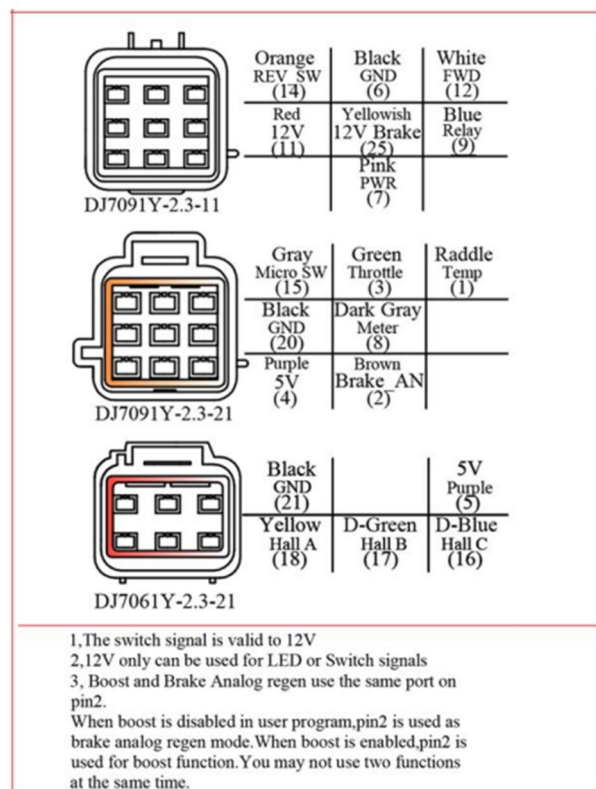 Orange Black White
REV_SW GND FWD
(14) (6) (12)
Red Yellowish Blue
12V 12V Brake Relay
(11) (25) (9)
Pink
PWR
(7)
DJ7091Y-2.3-11
Gray Green Raddle
Micro SW Throttle Temp
(15) (3) (1)
Black Dark Gray
GND Meter
(20) (8)
Purple Brown
5V Brake_AN
(4) (2)
DJ7091Y-2.3-21
Black 5V
GND Purple
(21) (5)
Yellow D-Green D-Blue
Hall A Hall B Hall C
(18) (17) (16)
DJ7061Y-2.3-21
1,The switch signal is valid to 12V
2,12V only can be used for LED or Switch signals
3, Boost and Brake Analog regen use the same port on
pin2.
When boost is disabled in user program,pin2 is used as
brake analog regen mode.When boost is enabled,pin2 is
used for boost function.You may not use two functions
at the same time.